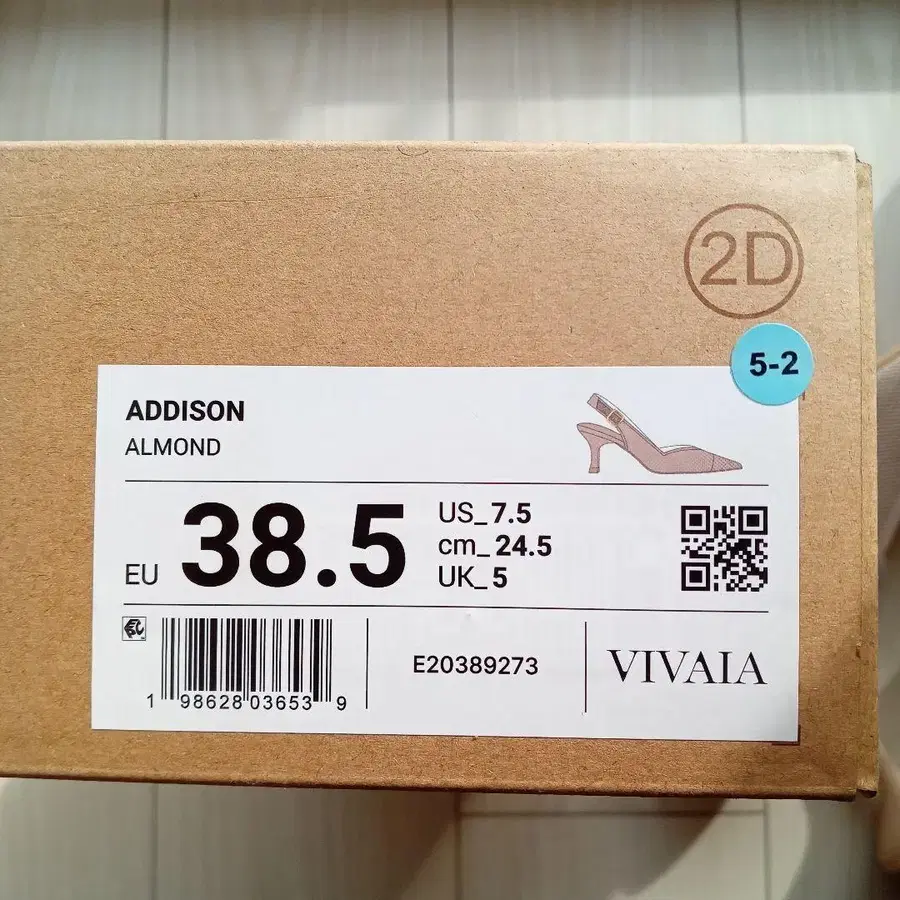 2D
5-2
ADDISON
ALMOND
EU 38.5
US_7.5
cm_24.5
UK_5
1 98628 03653 9
E20389273
VIVAIA